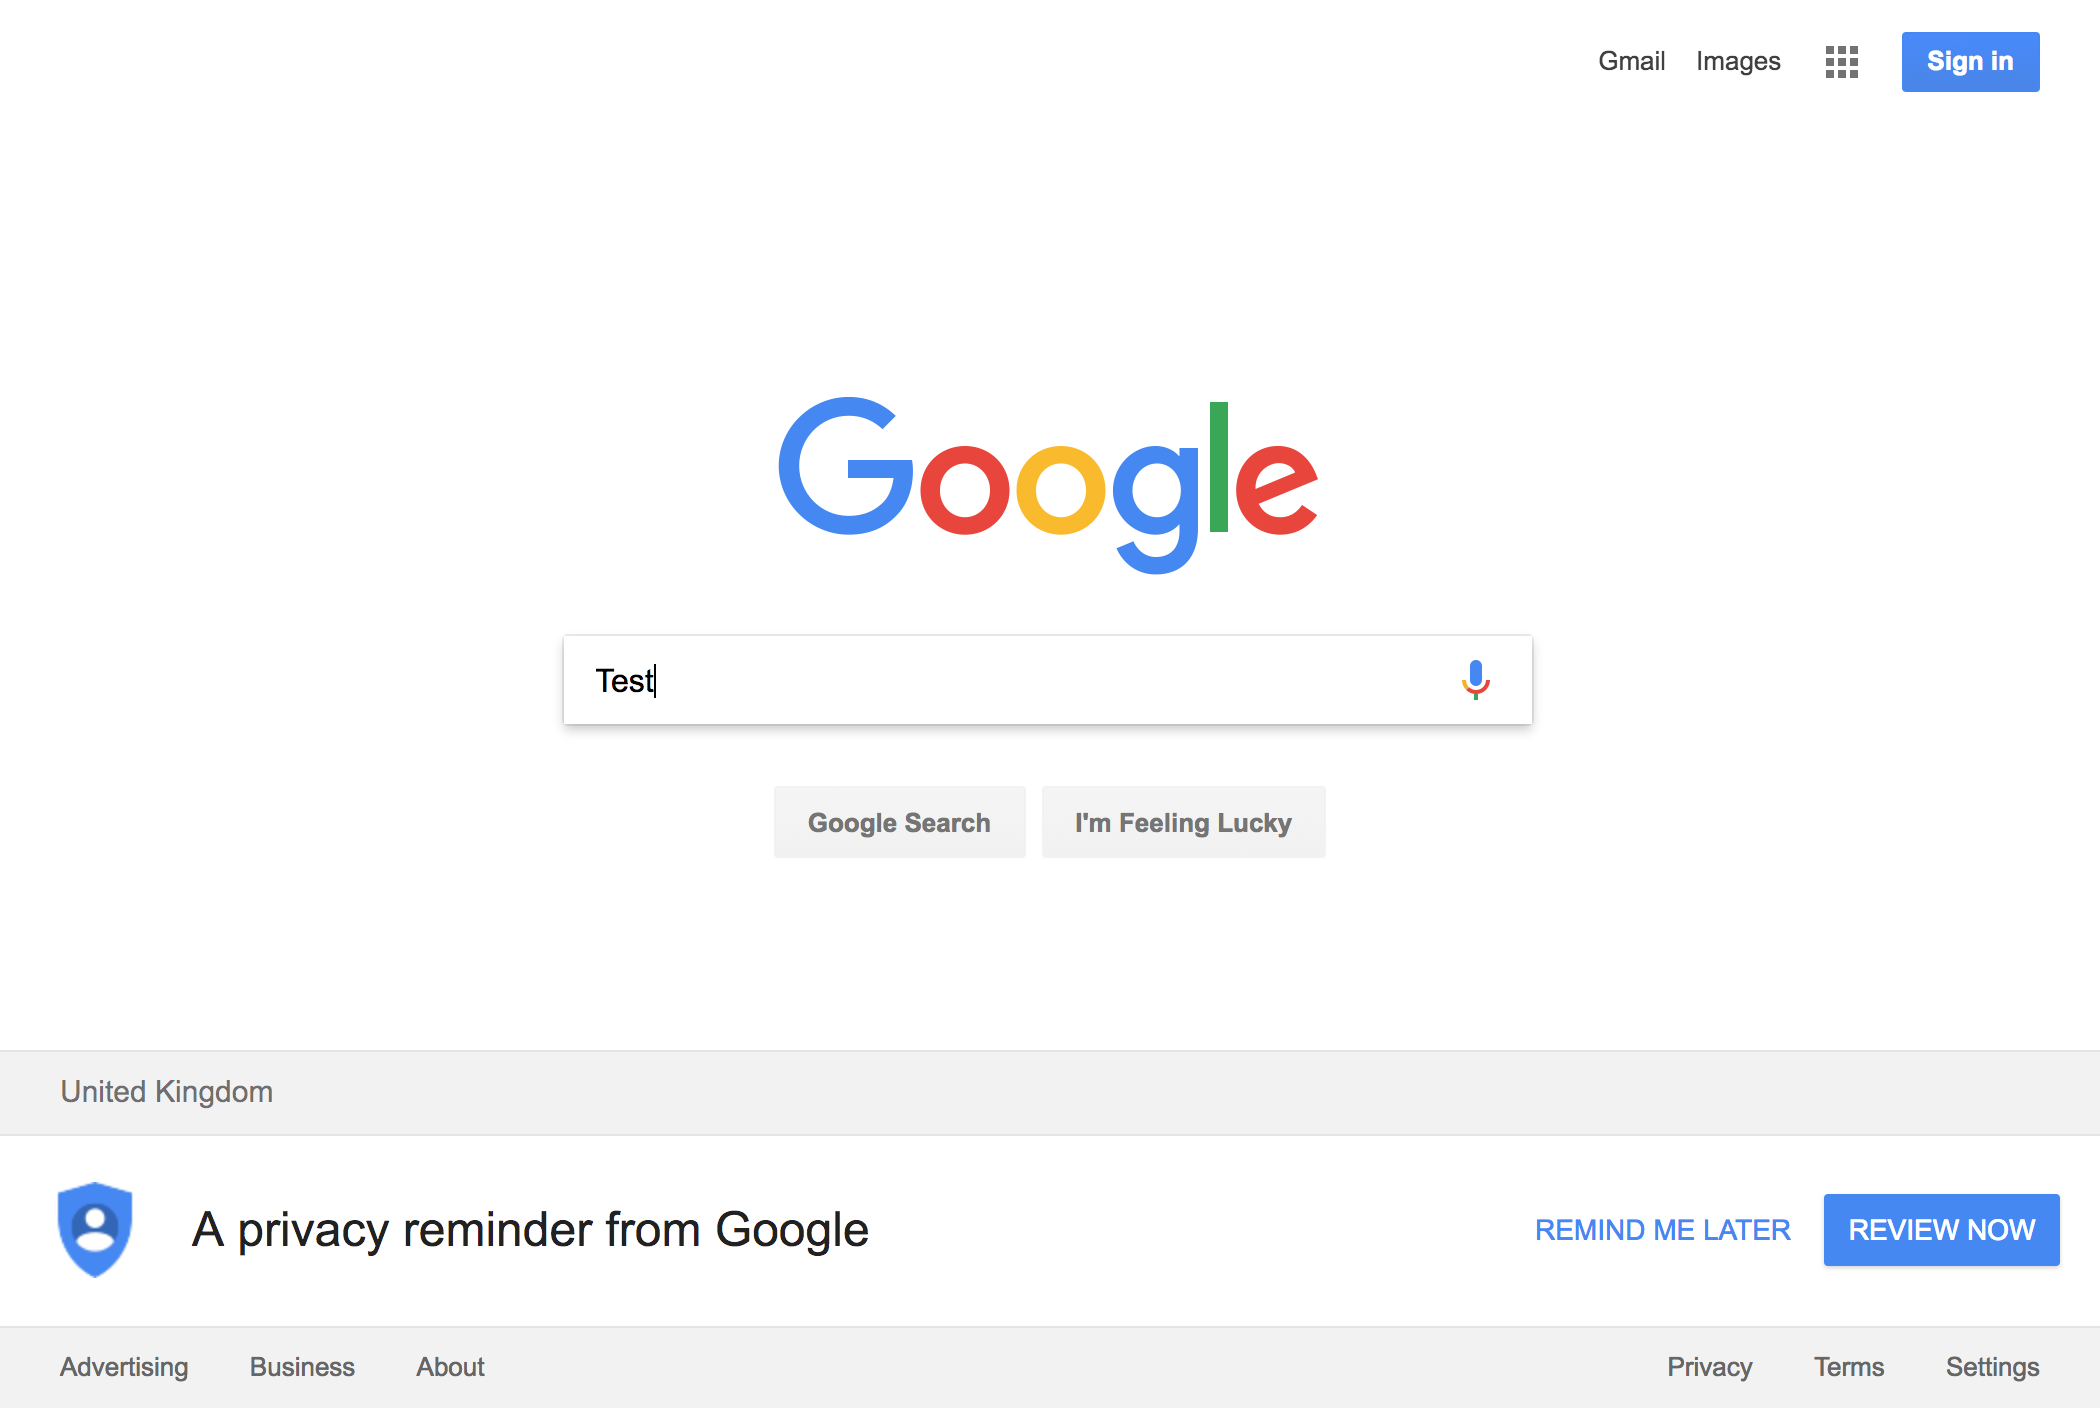 Gmail Images Sign in
Google
Test
Google Search I'm Feeling Lucky
United Kingdom
A privacy reminder from Google REMIND ME LATER REVIEW NOW
Advertising Business About Privacy Terms Settings